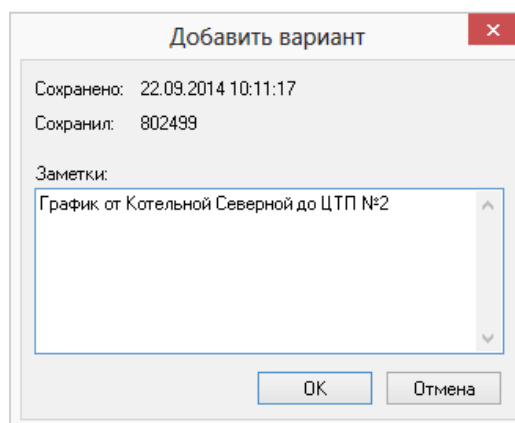 Добавить вариант
Сохранено: 22.09.2014 10:11:17
Сохранил: 802499
Заметки:
График от Котельной Северной до ЦТП №2
OK
Отмена